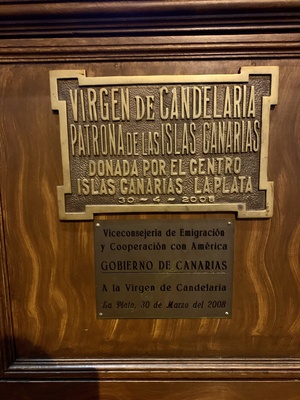 VIRGEN DE CANDELARIA
PATRONA DE LAS ISLAS CANARIAS
DONADA POR EL CENTRO
ISLAS CANARIAS LA PLATA
30-4-2008
Viceconsejería de Emigración
y Cooperación con América
GOBIERNO DE CANARIAS
A la Virgen de Candelaria
La Plata, 30 de Marzo del 2008